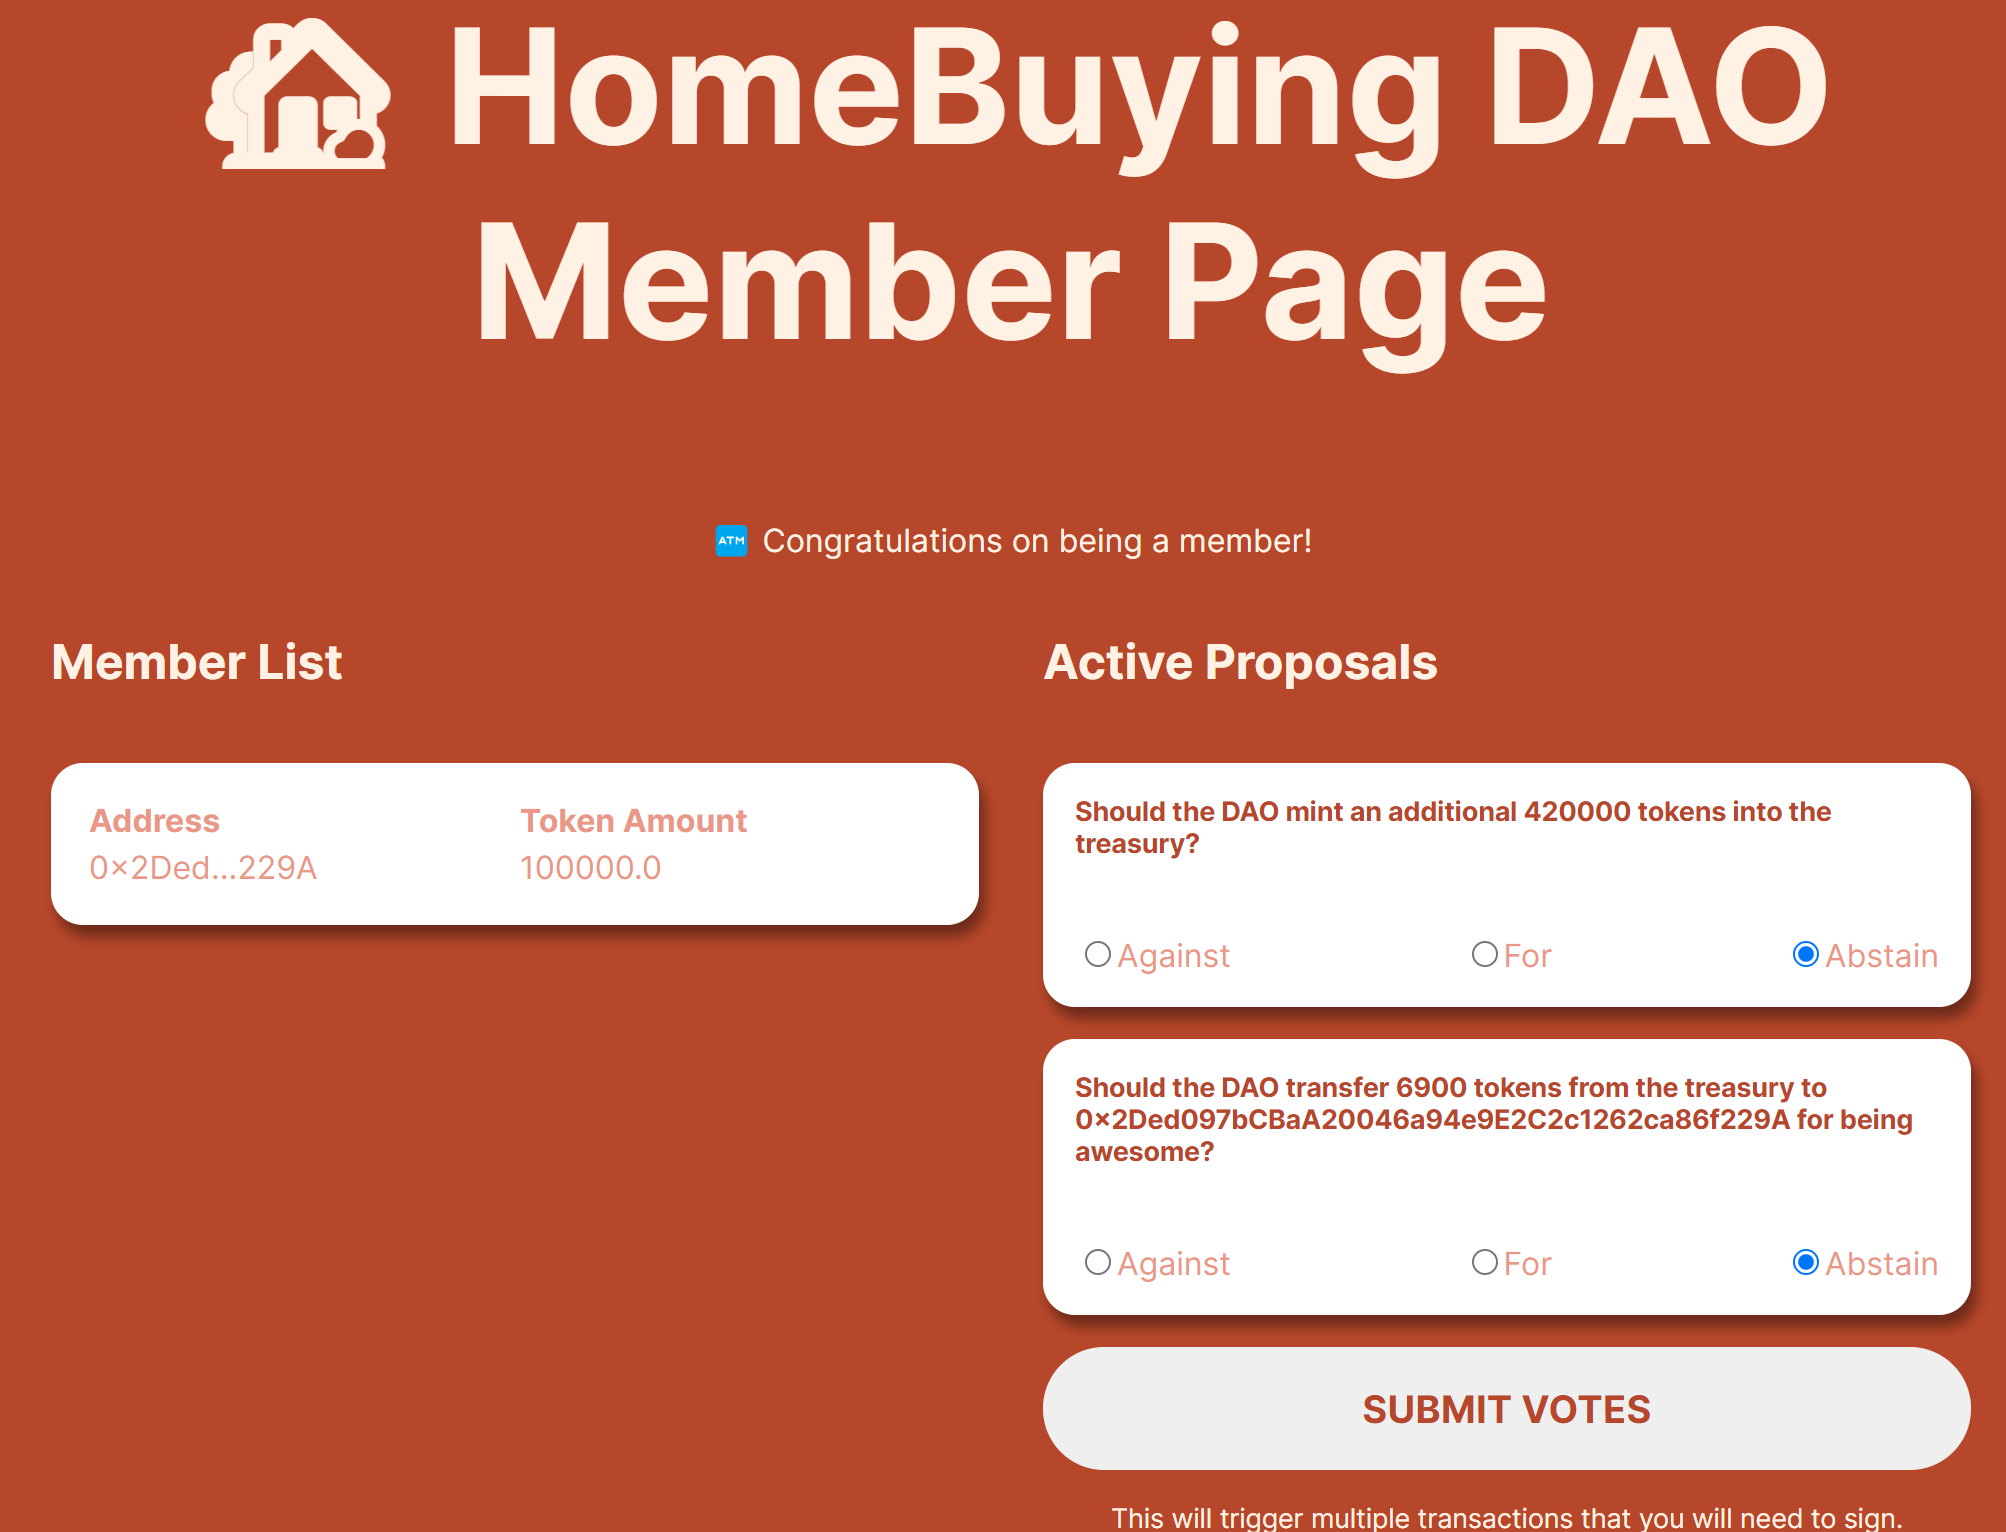 HomeBuying DAO
Member Page
ATM Congratulations on being a member!
Member List
Address Token Amount
0×2Ded...229A 100000.0
Active Proposals
Should the DAO mint an additional 420000 tokens into the
treasury?
Against For Abstain
Should the DAO transfer 6900 tokens from the treasury to
0×2Ded097bCBaA20046a94e9E2C2c1262ca86f229A for being
awesome?
Against For Abstain
SUBMIT VOTES
This will trigger multiple transactions that you will need to sign.